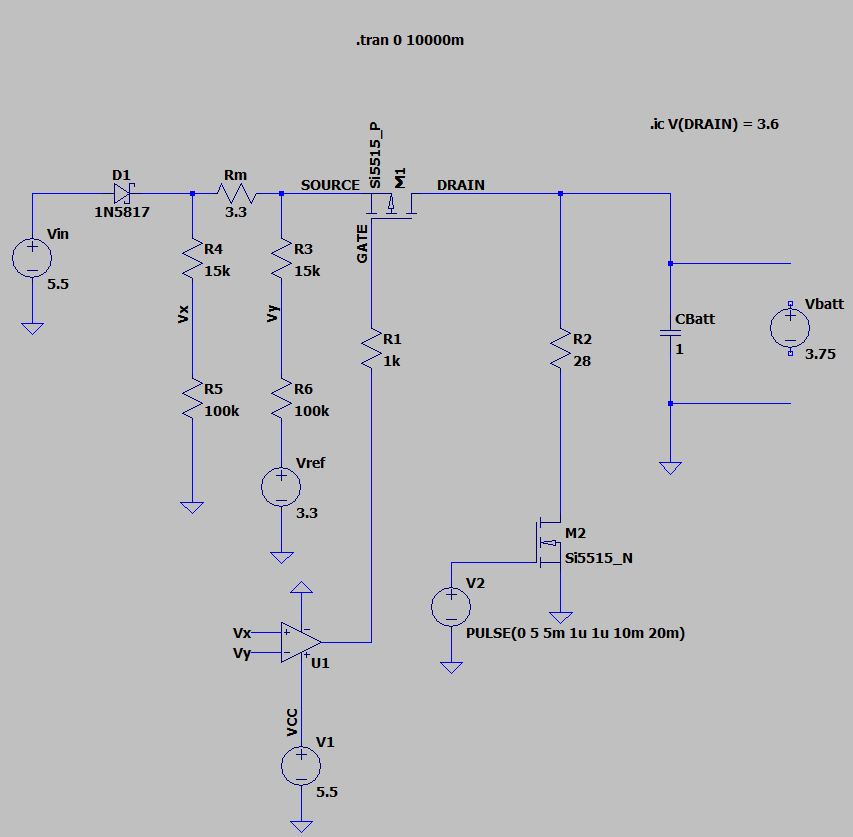 .tran 0 10000m
.ic V(DRAIN) = 3.6
Si5515_P
M1
D1
1N5817
Rm
3.3
SOURCE
DRAIN
GATE
Vin
5.5
R4
15k
R3
15k
Vx
Vy
R1
1k
R2
28
CBatt
1
Vbatt
3.75
R5
100k
R6
100k
Vref
3.3
M2
Si5515_N
V2
PULSE(0 5 5m 1u 1u 10m 20m)
Vx
Vy
U1
VCC
V1
5.5